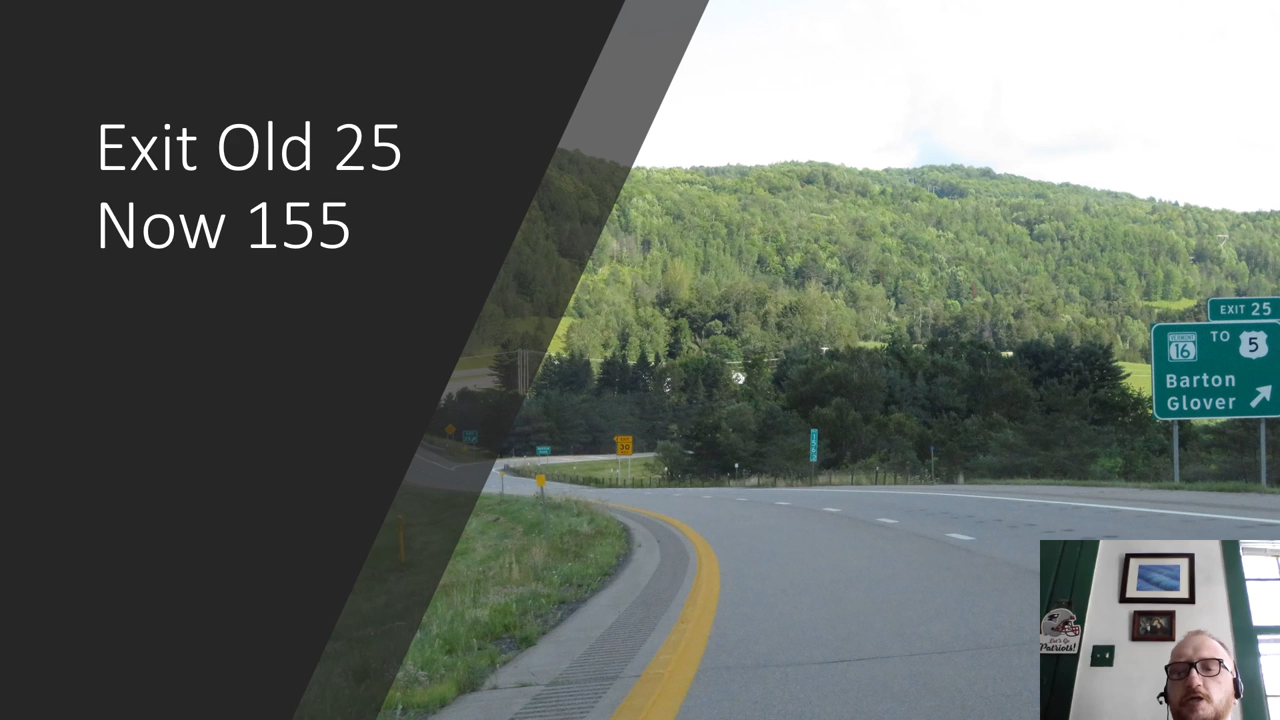 Exit Old 25
Now 155
EXIT 25
VERMONT
16
TO
5
Barton
Glover
30
Let's Go
Patriots!